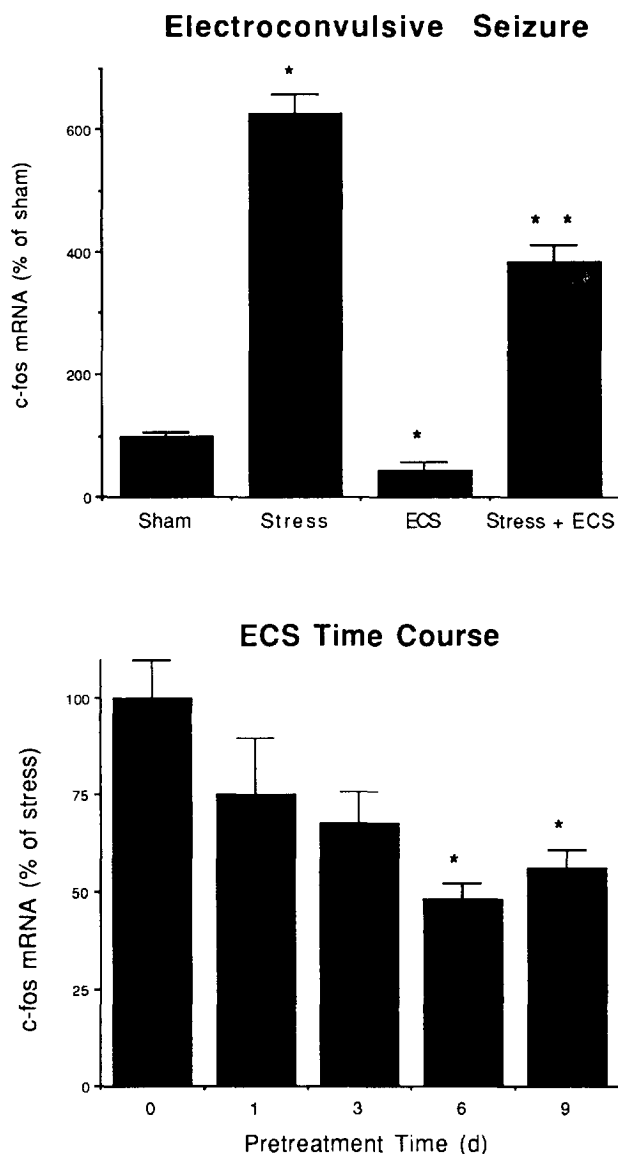 Electroconvulsive Seizure
*
600
400
200
0
c-fos mRNA (% of sham)
* *
*
Sham Stress ECS Stress + ECS
ECS Time Course
100
75
50
25
0
c-fos mRNA (% of stress)
* *
0 1 3 6 9
Pretreatment Time (d)